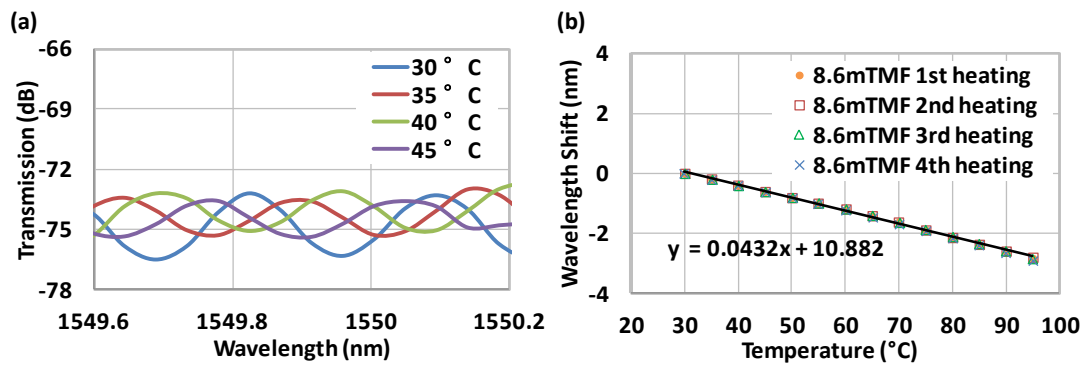 (a)
-66
-69
-72
-75
-78
Transmission (dB)
30 ° C
35 ° C
40 ° C
45 ° C
1549.6 1549.8 1550 1550.2
Wavelength (nm)
(b)
4
2
0
-2
-4
Wavelength Shift (nm)
8.6mTMF 1st heating
8.6mTMF 2nd heating
8.6mTMF 3rd heating
8.6mTMF 4th heating
y = 0.0432x + 10.882
20 30 40 50 60 70 80 90 100
Temperature (°C)